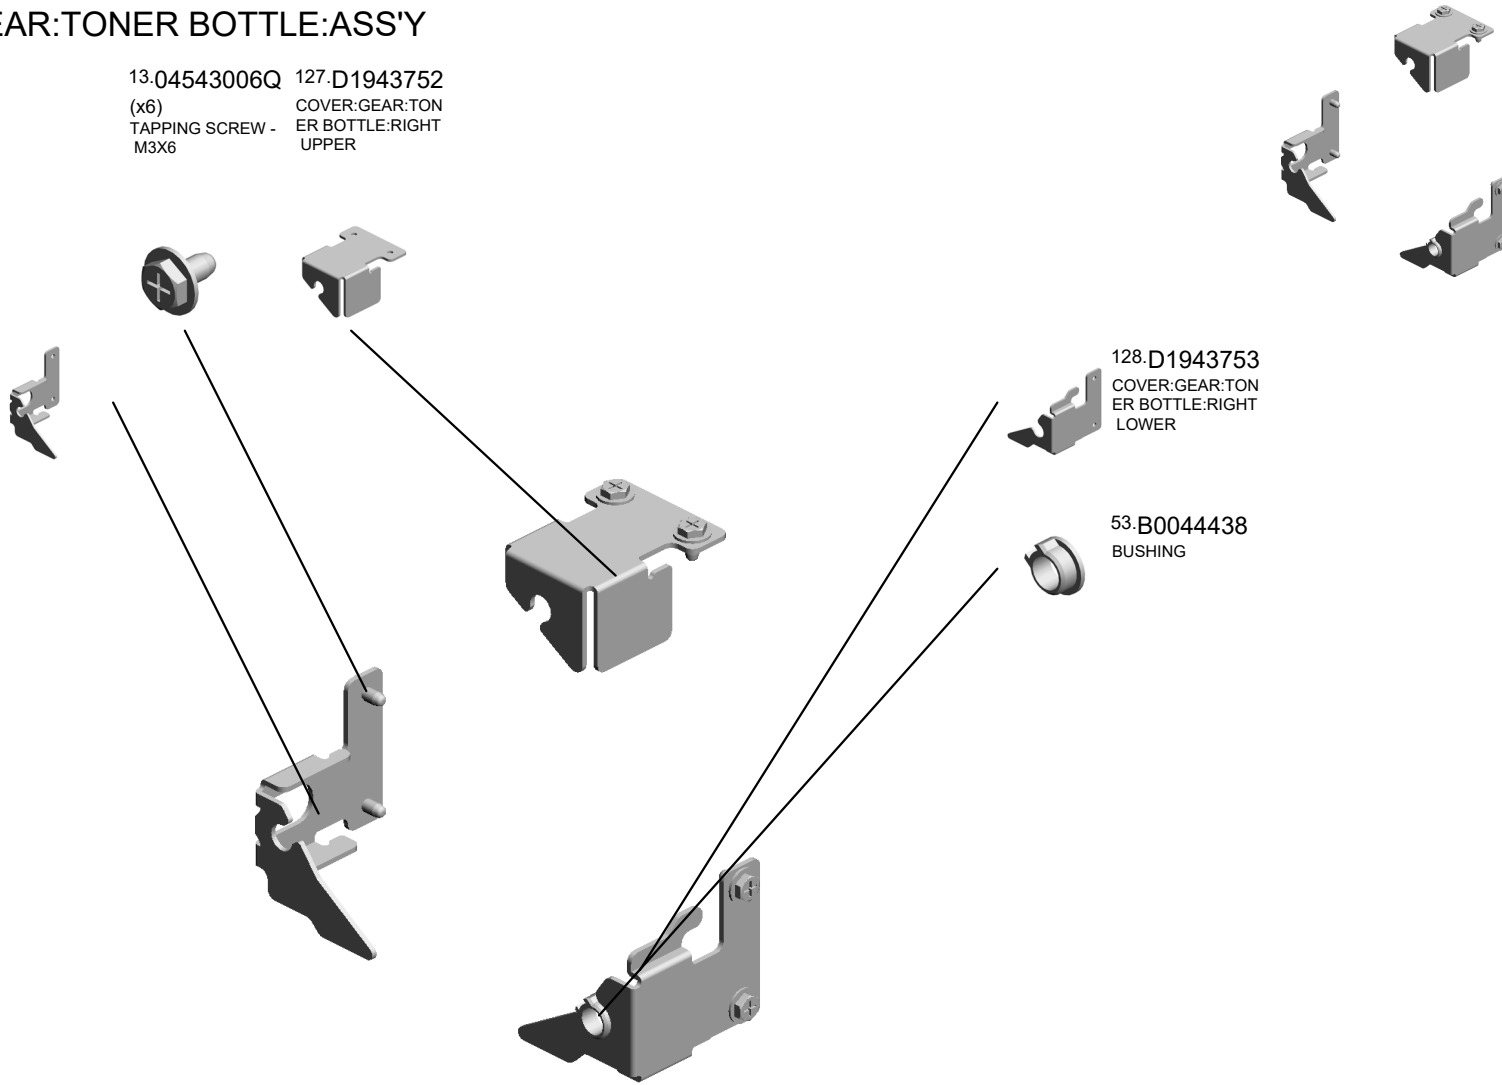 EAR:TONER BOTTLE:ASS'Y
13.04543006Q
(x6)
TAPPING SCREW -
M3X6
127.D1943752
COVER:GEAR:TON
ER BOTTLE:RIGHT
UPPER
128.D1943753
COVER:GEAR:TON
ER BOTTLE:RIGHT
LOWER
53.B0044438
BUSHING